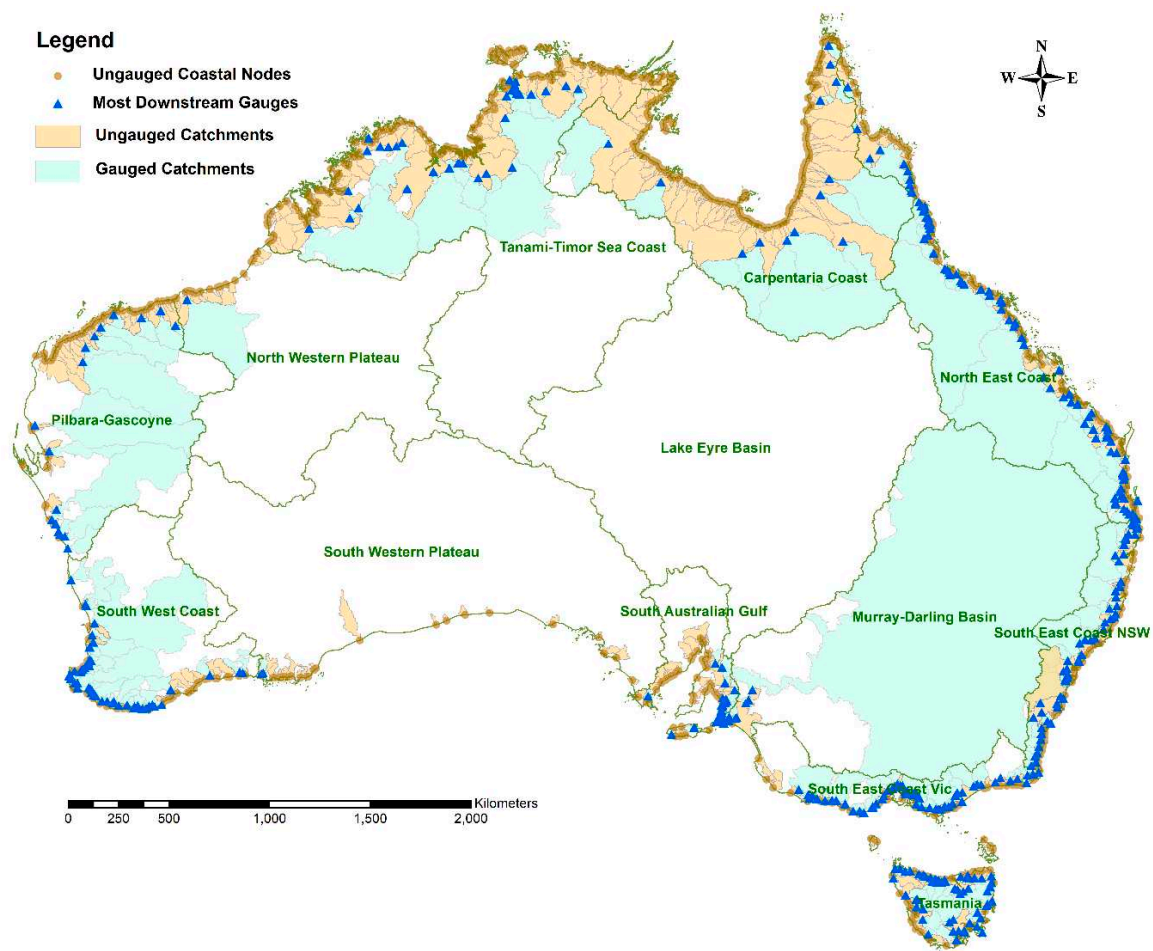 Legend
Ungauged Coastal Nodes
Most Downstream Gauges
Ungauged Catchments
Gauged Catchments
N
W E
S
Tanami-Timor Sea Coast
Carpentaria Coast
North Western Plateau
North East Coast
Pilbara-Gascoyne
Lake Eyre Basin
South Western Plateau
South West Coast
South Australian Gulf
Murray-Darling Basin
South East Coast NSW
South East Coast Vic
Kilometers
0 250 500 1,000 1,500 2,000
Tasmania